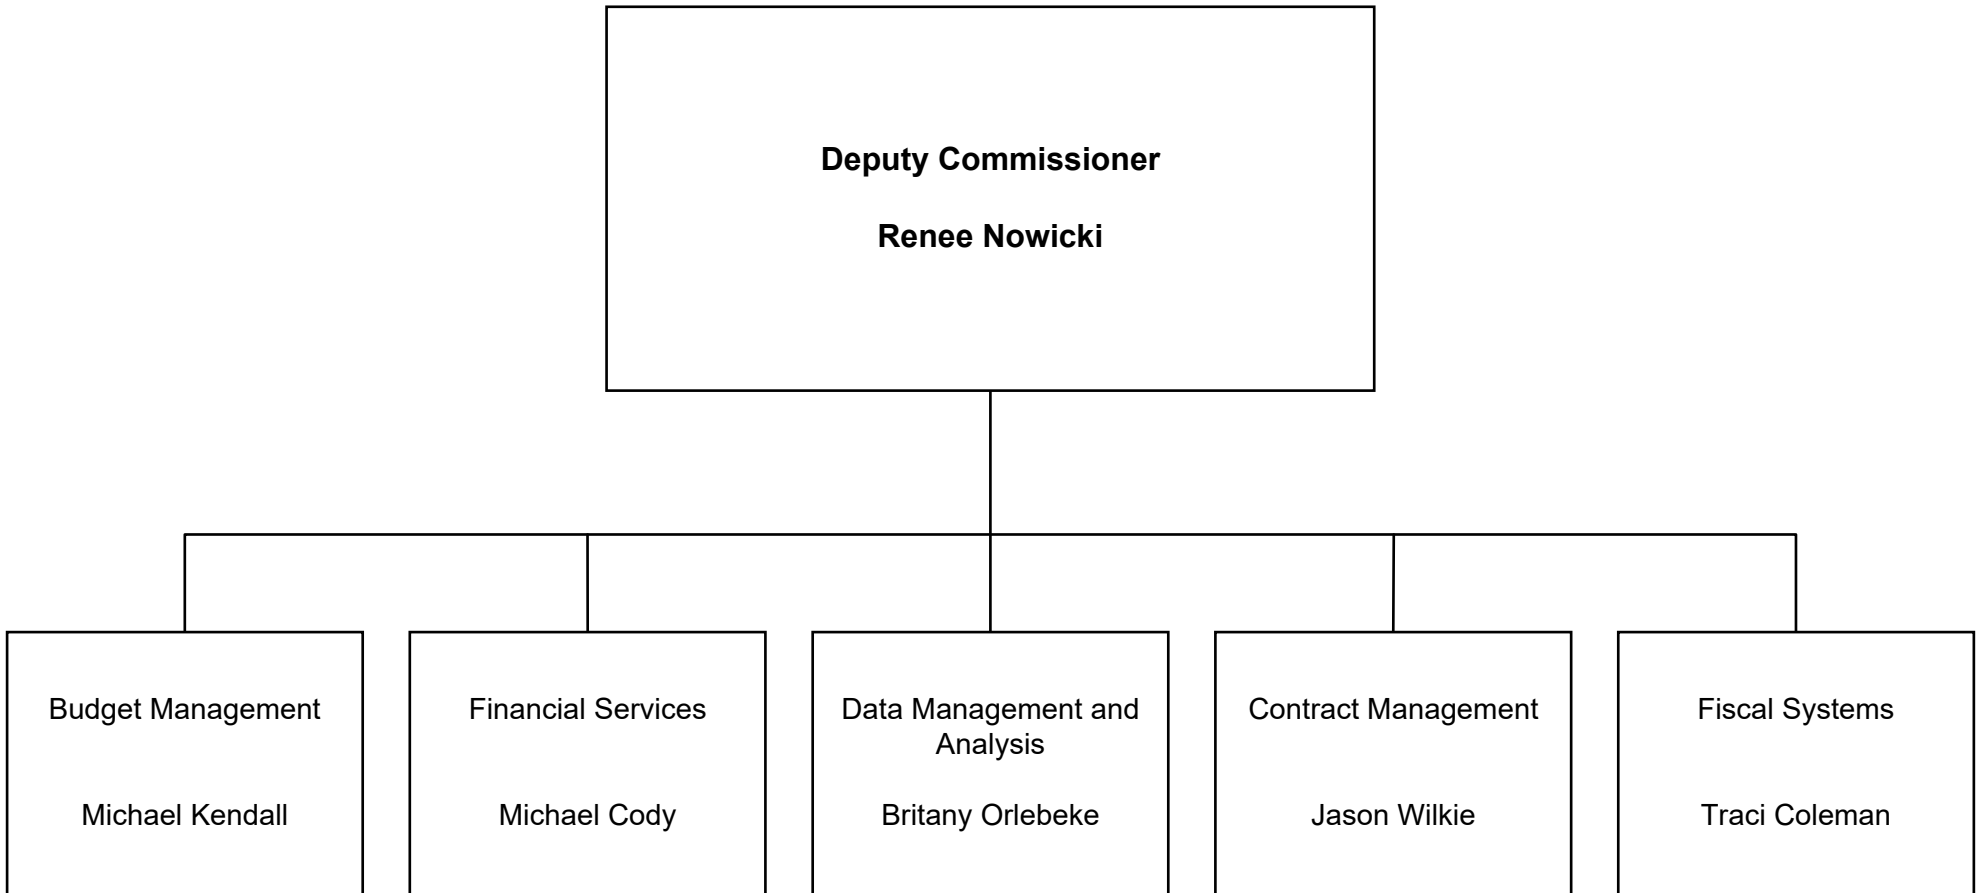 Deputy Commissioner
Renee Nowicki
Budget Management
Michael Kendall
Financial Services
Michael Cody
Data Management and
Analysis
Britany Orlebeke
Contract Management
Jason Wilkie
Fiscal Systems
Traci Coleman